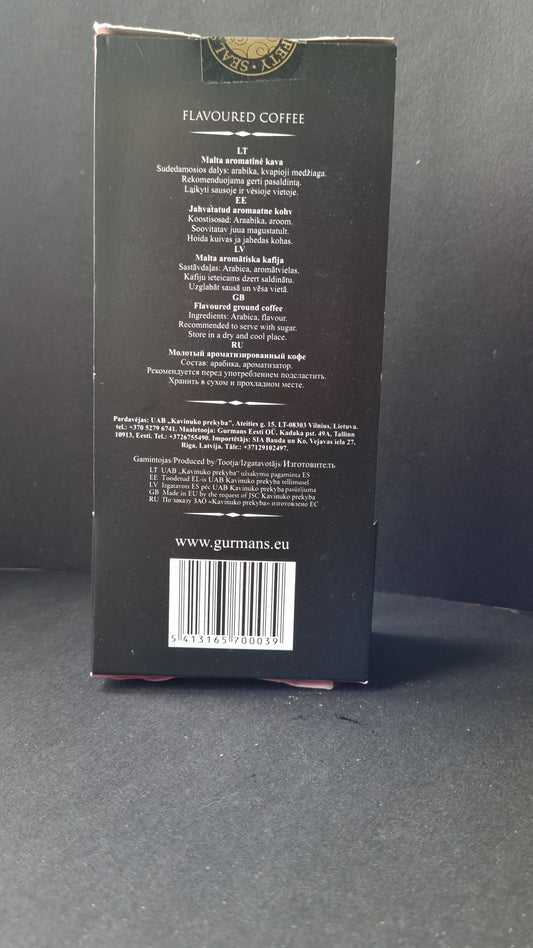 FETY • SEAL
FLAVOURED COFFEE
LT
Malta aromatinė kava
Sudedamosios dalys: arabika, kvapioji medžiaga.
Rekomenduojama gerti pasaldintą.
Laikyti sausoje ir vėsioje vietoje.
EE
Jahvatatud aromaatne kohv
Koostisosad: Araabika, aroom.
Soovitatav juua magustatult.
Hoida kuivas ja jahedas kohas.
LV
Malta aromātiska kafija
Sastāvdaļas: Arabica, aromātvielas.
Kafiju ieteicams dzert saldinātu.
Uzglabāt sausā un vēsa vietā.
GB
Flavoured ground coffee
Ingredients: Arabica, flavour.
Recommended to serve with sugar.
Store in a dry and cool place.
RU
Молотый ароматизированный кофе
Состав: арабика, ароматизатор.
Рекомендуется перед употреблением подсластить.
Хранить в сухом и прохладном месте.
Pardavėjas: UAB „Kavinuko prekyba", Ateities g. 15, LT-08303 Vilnius, Lietuva.
tel.: +370 5279 6741. Maaletooja: Gurmans Eesti OÜ, Kadaka pst. 49A, Tallinn
10913, Eesti. Tel.: +3726755490. Importētājs: SIA Bauda un Ko, Vejavas iela 27.
Riga, Latvija. Tālr.: +37129102497.
Gamintojas/Produced by/Tootja/Izgatavotājs/Изготовитель
LT UAB „Kavinuko prekyba" užsakymu pagaminta ES
EE Toodetud EL-is UAB Kavinuko prekyba tellimusel
LV Izgatavots ES pēc UAB Kavinuko prekyba pasūtījuma
GB Made in EU by the request of JSC Kavinuko prekyba
RU По заказу ЗАО «Kavinuko prekyba» изготовлено ЕС
www.gurmans.eu
5 413165 700039